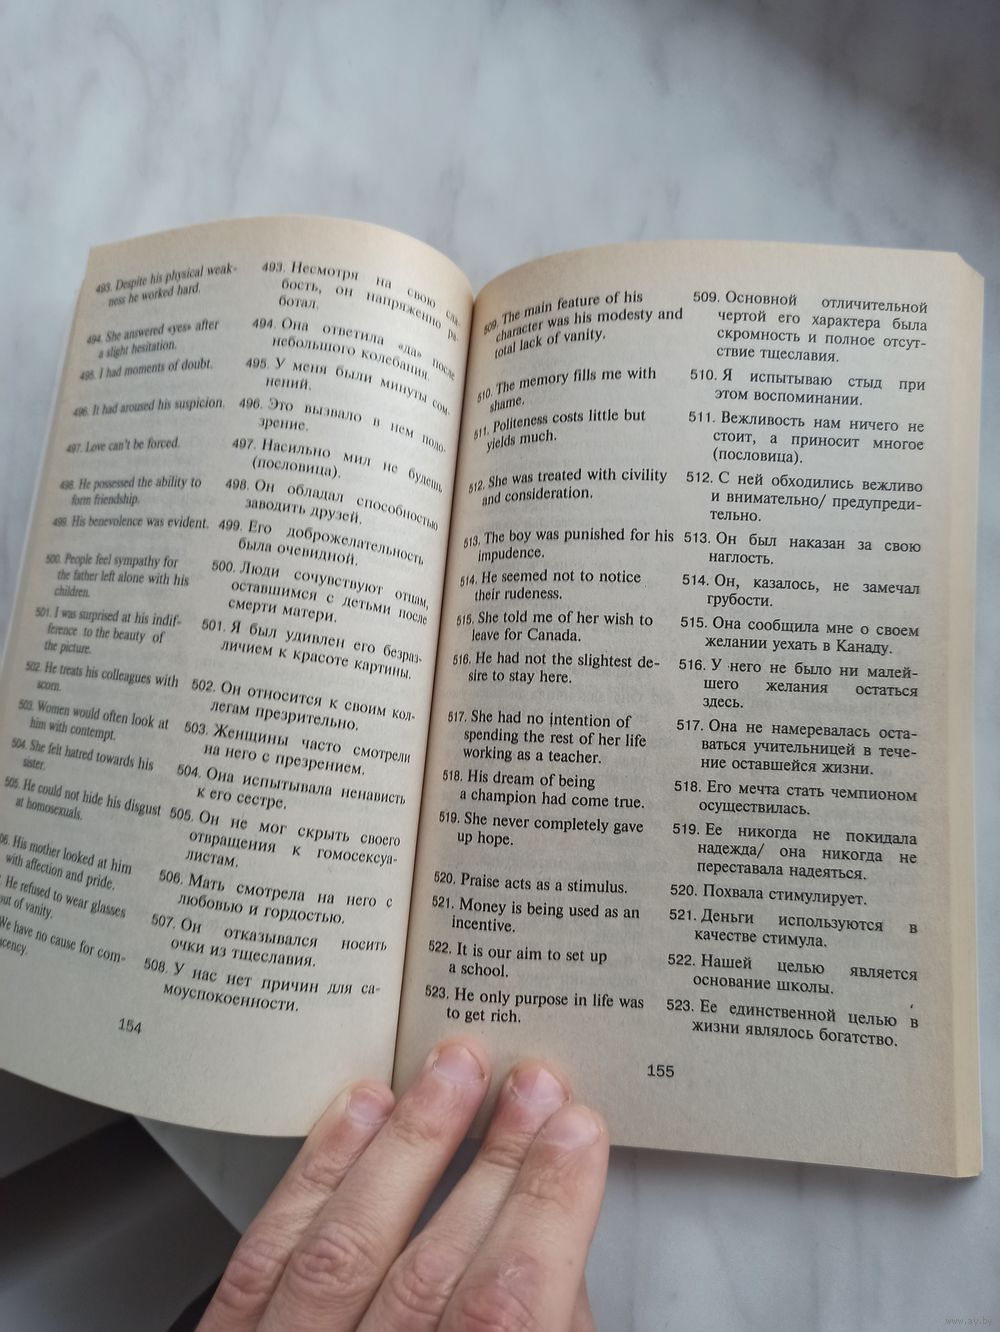 493. Despite his physical weak-
ness he worked hard.
494. She answered «yes» after
a slight hesitation.
495. I had moments of doubt.
496. It had aroused his suspicion.
497. Love can't be forced.
498. He possessed the ability to
form friendship.
499. His benevolence was evident.
500. People feel sympathy for
the father left alone with his
children.
501. I was surprised at his indif-
ference to the beauty of
the picture.
502. He treats his colleagues with
scorn.
503. Women would often look at
him with contempt.
504. She felt hatred towards his
sister.
505. He could not hide his disgust
at homosexuals.
06. His mother looked at him
with affection and pride.
He refused to wear glasses
out of vanity.
We have no cause for com-
acency.
493. Несмотря на свою сла-
бость, он напряженно ра-
ботал.
494. Она ответила «да» после
небольшого колебания.
495. У меня были минуты сом-
нений.
496. Это вызвало в нем подо-
зрение.
497. Насильно мил не будешь
(пословица).
498. Он обладал способностью
заводить друзей.
499. Его доброжелательность
была очевидной.
500. Люди сочувствуют отцам,
оставшимся с детьми после
смерти матери.
501. Я был удивлен его безраз-
личием к красоте картины.
502. Он относится к своим кол-
легам презрительно.
503. Женщины часто смотрели
на него с презрением.
504. Она испытывала ненависть
к его сестре.
505. Он не мог скрыть своего
отвращения к гомосексуа-
листам.
506. Мать смотрела на него с
любовью и гордостью.
507. Он отказывался носить
очки из тщеславия.
508. У нас нет причин для са-
моуспокоенности.
154
509. The main feature of his
character was his modesty and
total lack of vanity.
510. The memory fills me with
shame.
511. Politeness costs little but
yields much.
512. She was treated with civility
and consideration.
513. The boy was punished for his
impudence.
514. He seemed not to notice
their rudeness.
515. She told me of her wish to
leave for Canada.
516. He had not the slightest de-
sire to stay here.
517. She had no intention of
spending the rest of her life
working as a teacher.
518. His dream of being
a champion had come true.
519. She never completely gave
up hope.
520. Praise acts as a stimulus.
521. Money is being used as an
incentive.
522. It is our aim to set up
a school.
523. He only purpose in life was
to get rich.
509. Основной отличительной
чертой его характера была
скромность и полное отсут-
ствие тщеславия.
510. Я испытываю стыд при
этом воспоминании.
511. Вежливость нам ничего не
стоит, а приносит многое
(пословица).
512. С ней обходились вежливо
и внимательно/ предупреди-
тельно.
513. Он был наказан за свою
наглость.
514. Он, казалось, не замечал
грубости.
515. Она сообщила мне о своем
желании уехать в Канаду.
516. У него не было ни малей-
шего желания остаться
здесь.
517. Она не намеревалась оста-
ваться учительницей в тече-
ние оставшейся жизни.
518. Его мечта стать чемпионом
осуществилась.
519. Ее никогда не покидала
надежда/ она никогда не
переставала надеяться.
520. Похвала стимулирует.
521. Деньги используются в
качестве стимула.
522. Нашей целью является
основание школы.
523. Ее единственной целью в
жизни являлось богатство.
155
www.ay.by